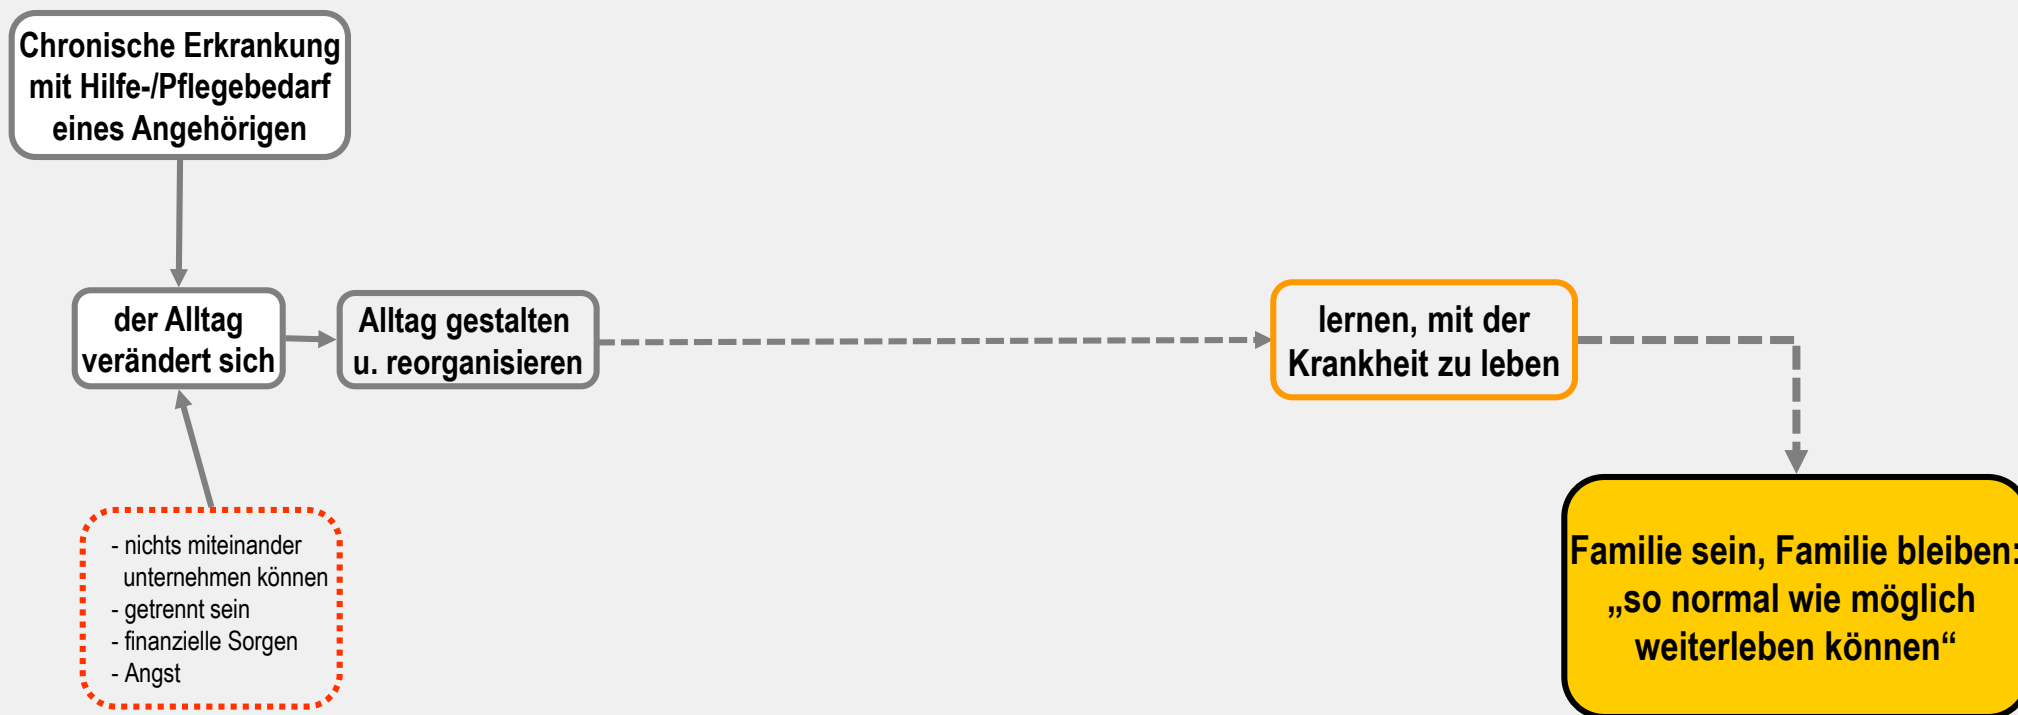 Chronische Erkrankung
mit Hilfe-/Pflegebedarf
eines Angehörigen
der Alltag
verändert sich
Alltag gestalten
u. reorganisieren
lernen, mit der
Krankheit zu leben
- nichts miteinander
unternehmen können
- getrennt sein
- finanzielle Sorgen
- Angst
Familie sein, Familie bleiben:
„so normal wie möglich
weiterleben können“